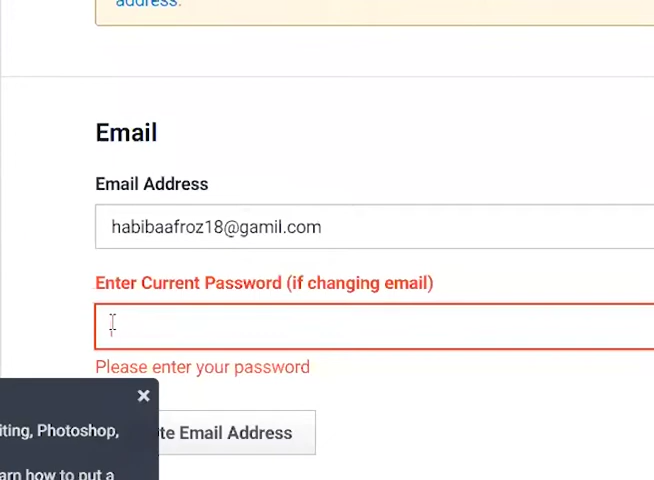 address.
Email
Email Address
habibaafroz18@gamil.com
Enter Current Password (if changing email)
Please enter your password
iting, Photoshop,
te Email Address
arn how to put a